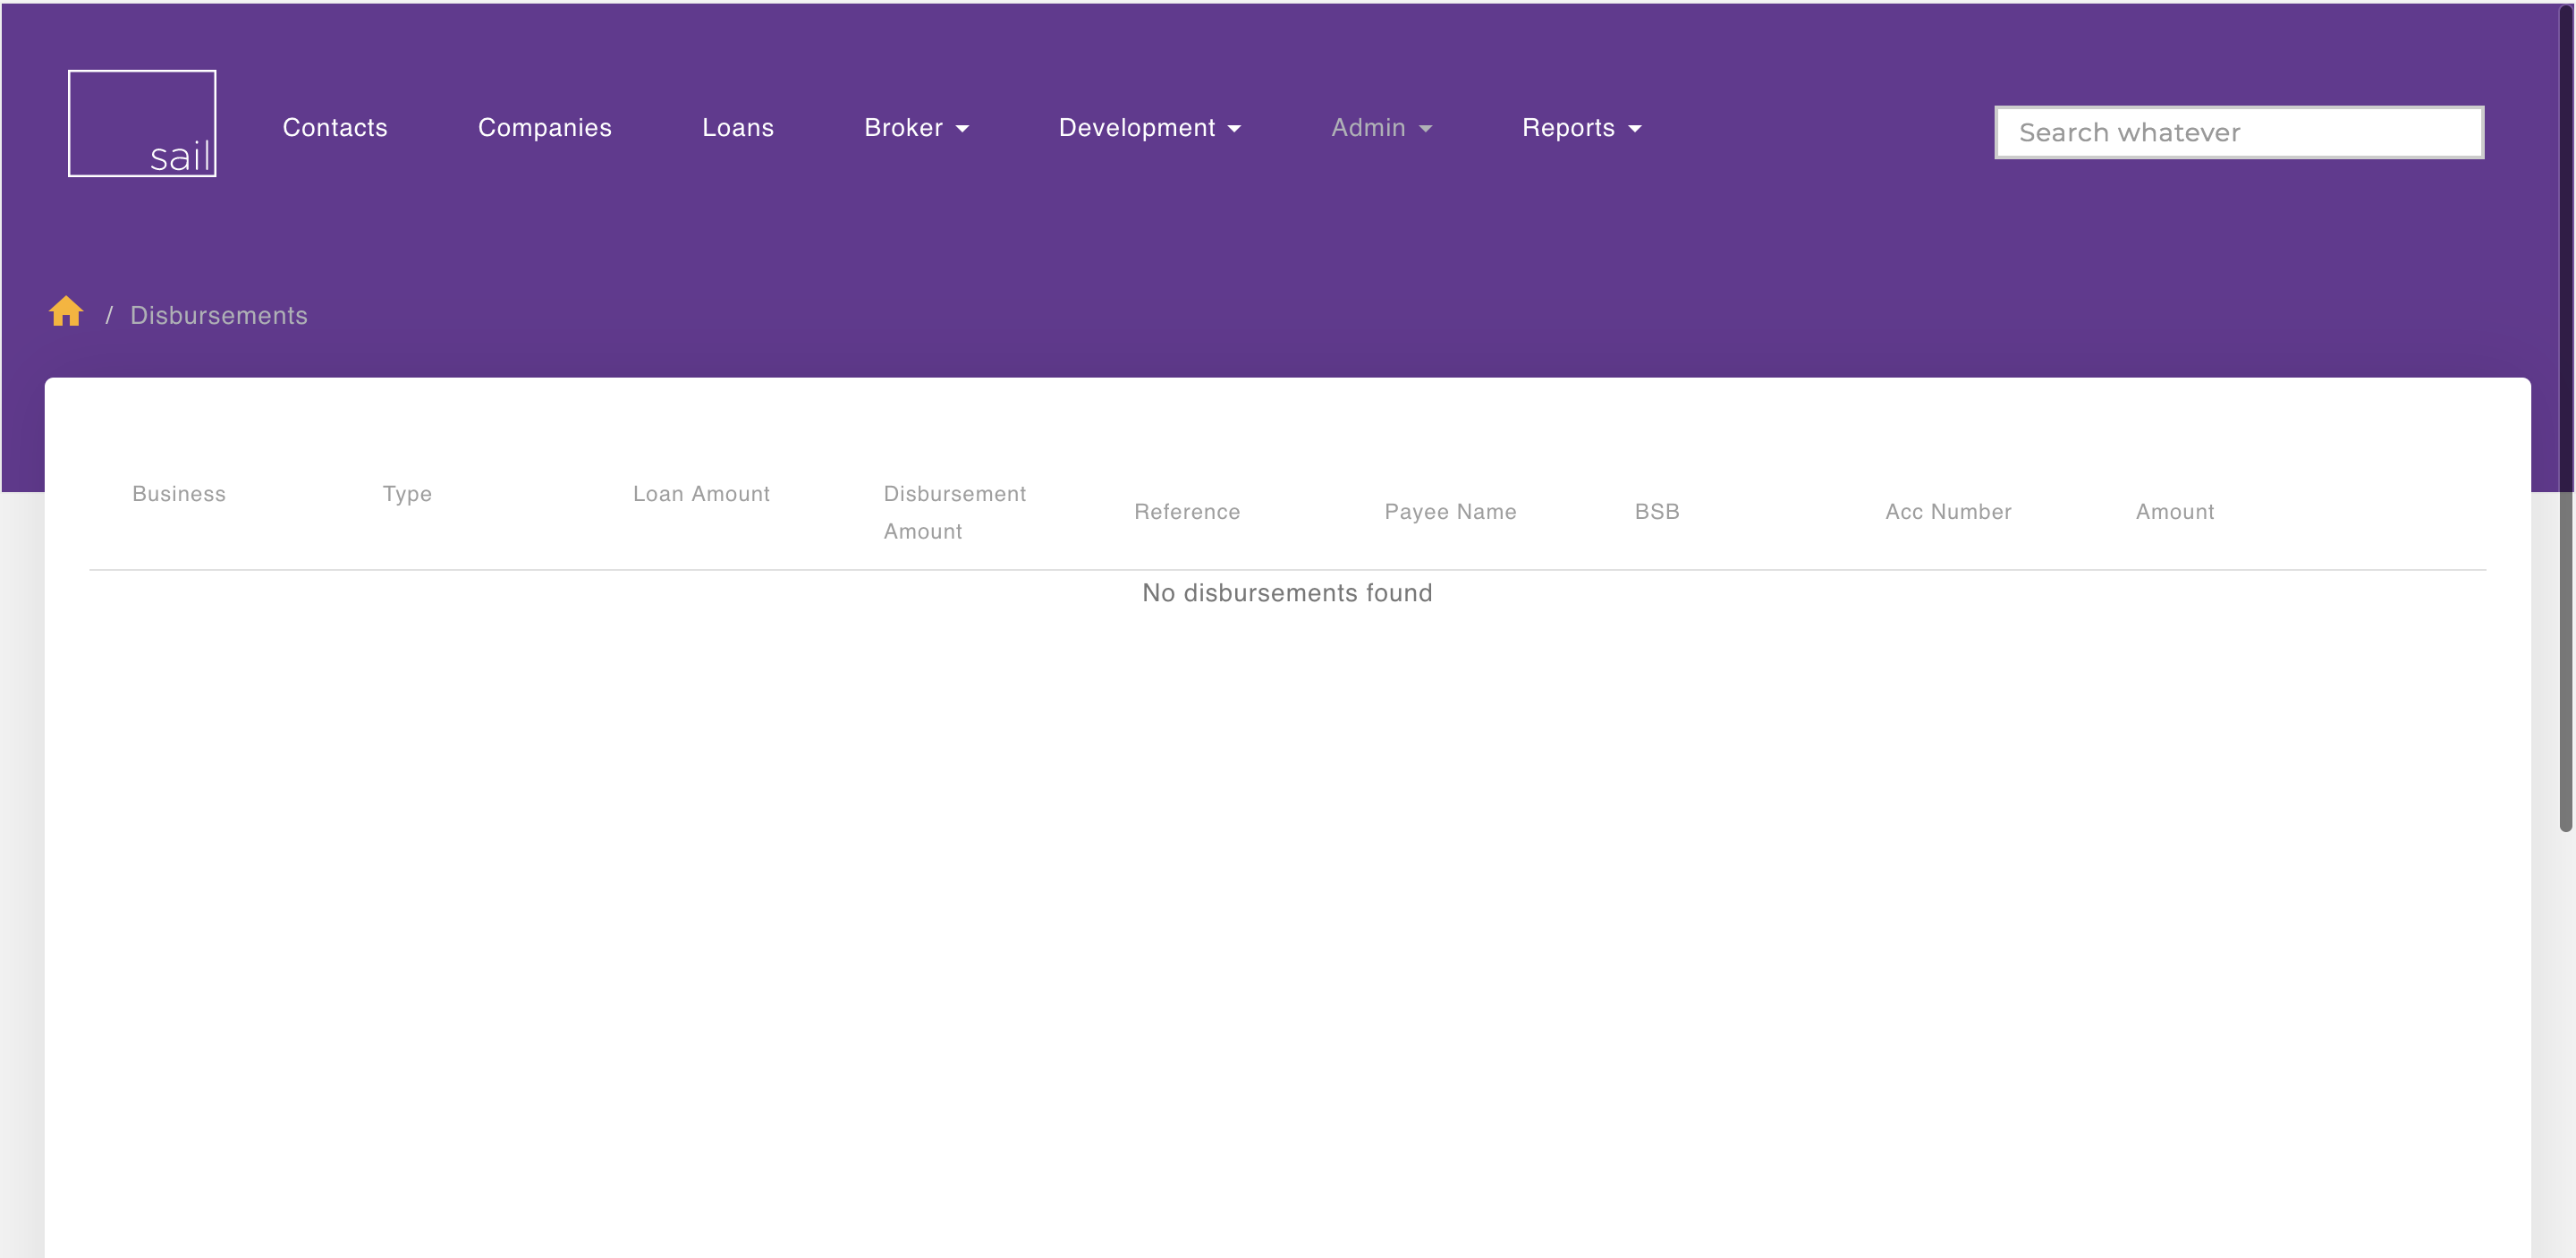 sail
Contacts Companies Loans Broker Development Admin Reports
Search whatever
/ Disbursements
Business Type Loan Amount Disbursement Amount Reference Payee Name BSB Acc Number Amount
No disbursements found